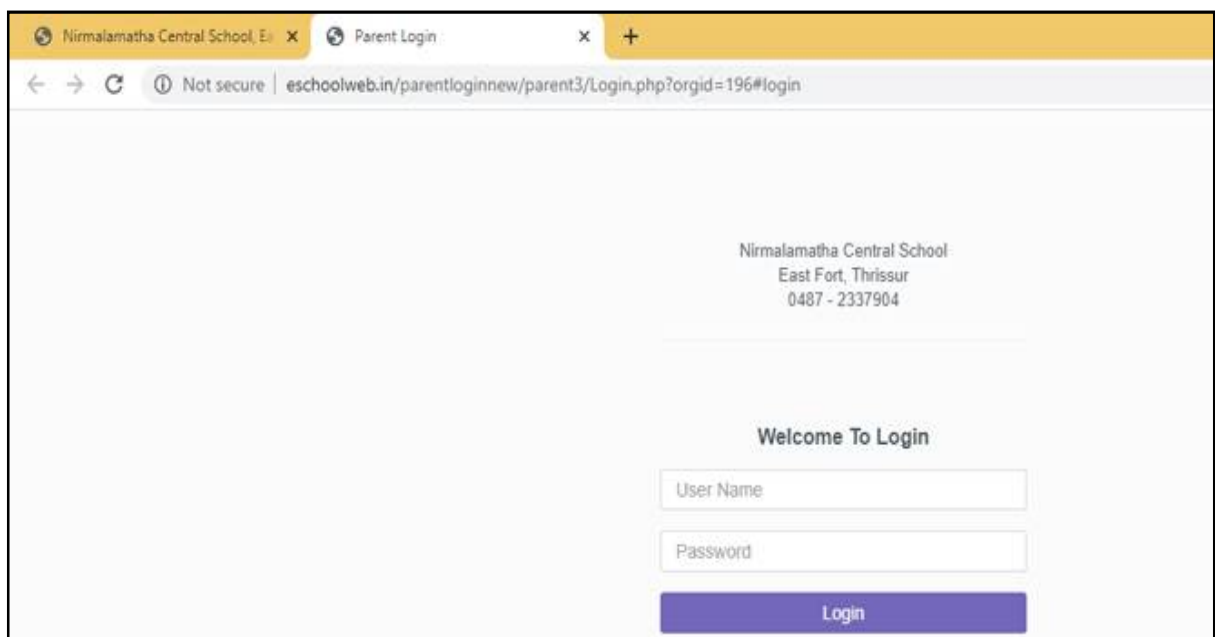 Nirmalamatha Central School, Ea
Parent Login
Not secure | eschoolweb.in/parentloginnew/parent3/Login.php?orgid=196#login
Nirmalamatha Central School
East Fort, Thrissur
0487 - 2337904
Welcome To Login
User Name
Password
Login